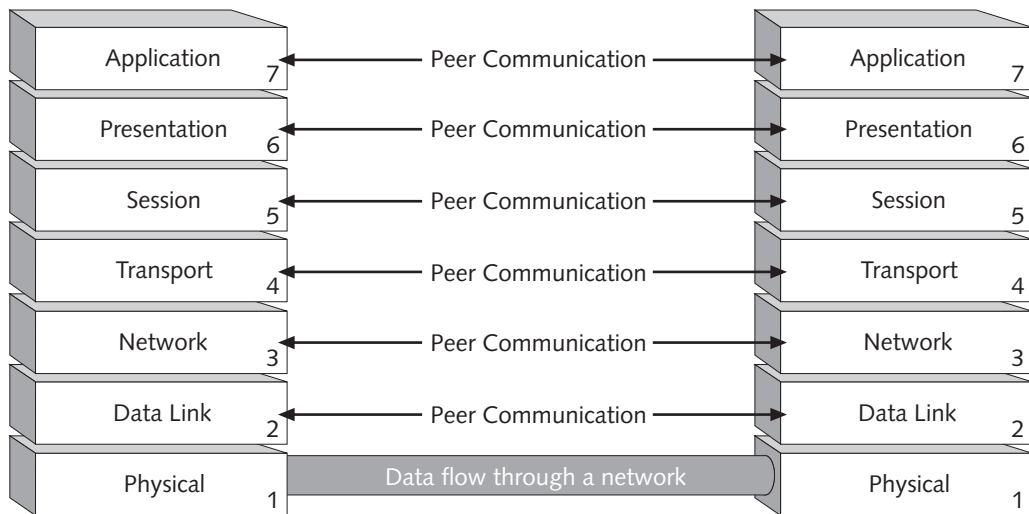 Application 7 Peer Communication Application 7
Presentation 6 Peer Communication Presentation 6
Session 5 Peer Communication Session 5
Transport 4 Peer Communication Transport 4
Network 3 Peer Communication Network 3
Data Link 2 Peer Communication Data Link 2
Physical 1 Data flow through a network Physical 1